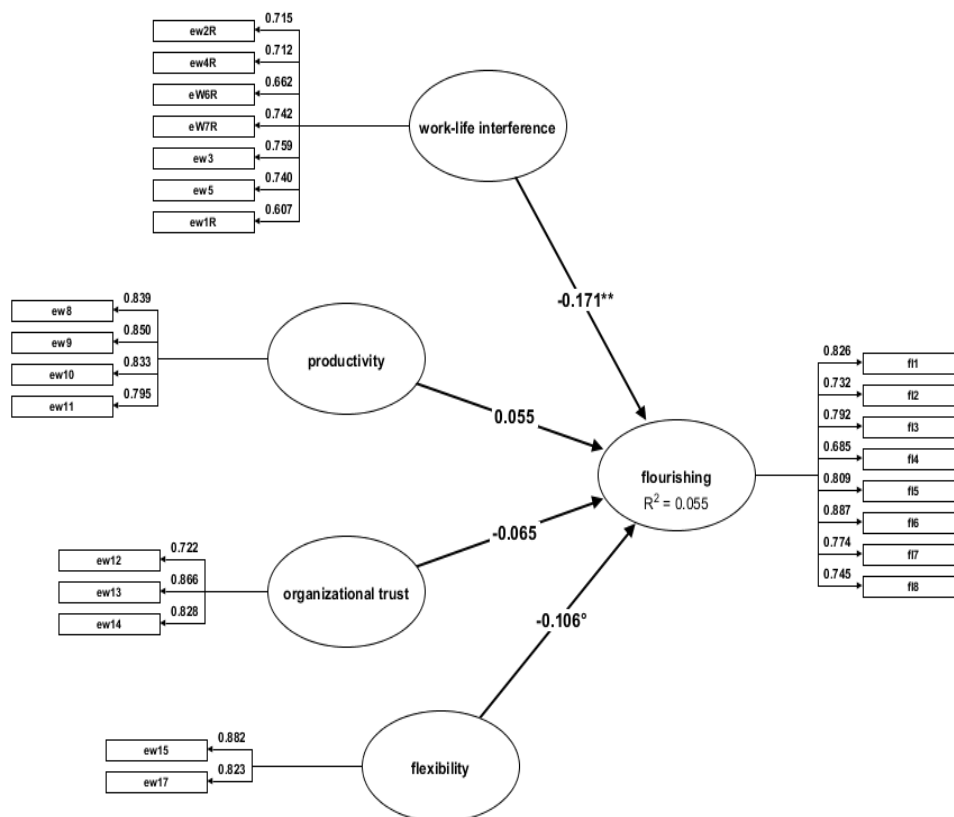 0.715
ew2R
0.712
ew4R
0.662
eW6R
0.742
eW7R
0.759
ew3
0.740
ew5
0.607
ew1R
work-life interference
-0.171**
0.839
ew8
0.850
ew9
0.833
ew10
0.795
ew11
productivity
0.055
0.722
ew12
0.866
ew13
0.828
ew14
organizational trust
-0.065
0.882
ew15
0.823
ew17
flexibility
-0.106°
flourishing
R² = 0.055
0.826
fl1
0.732
fl2
0.792
fl3
0.685
fl4
0.809
fl5
0.887
fl6
0.774
fl7
0.745
fl8